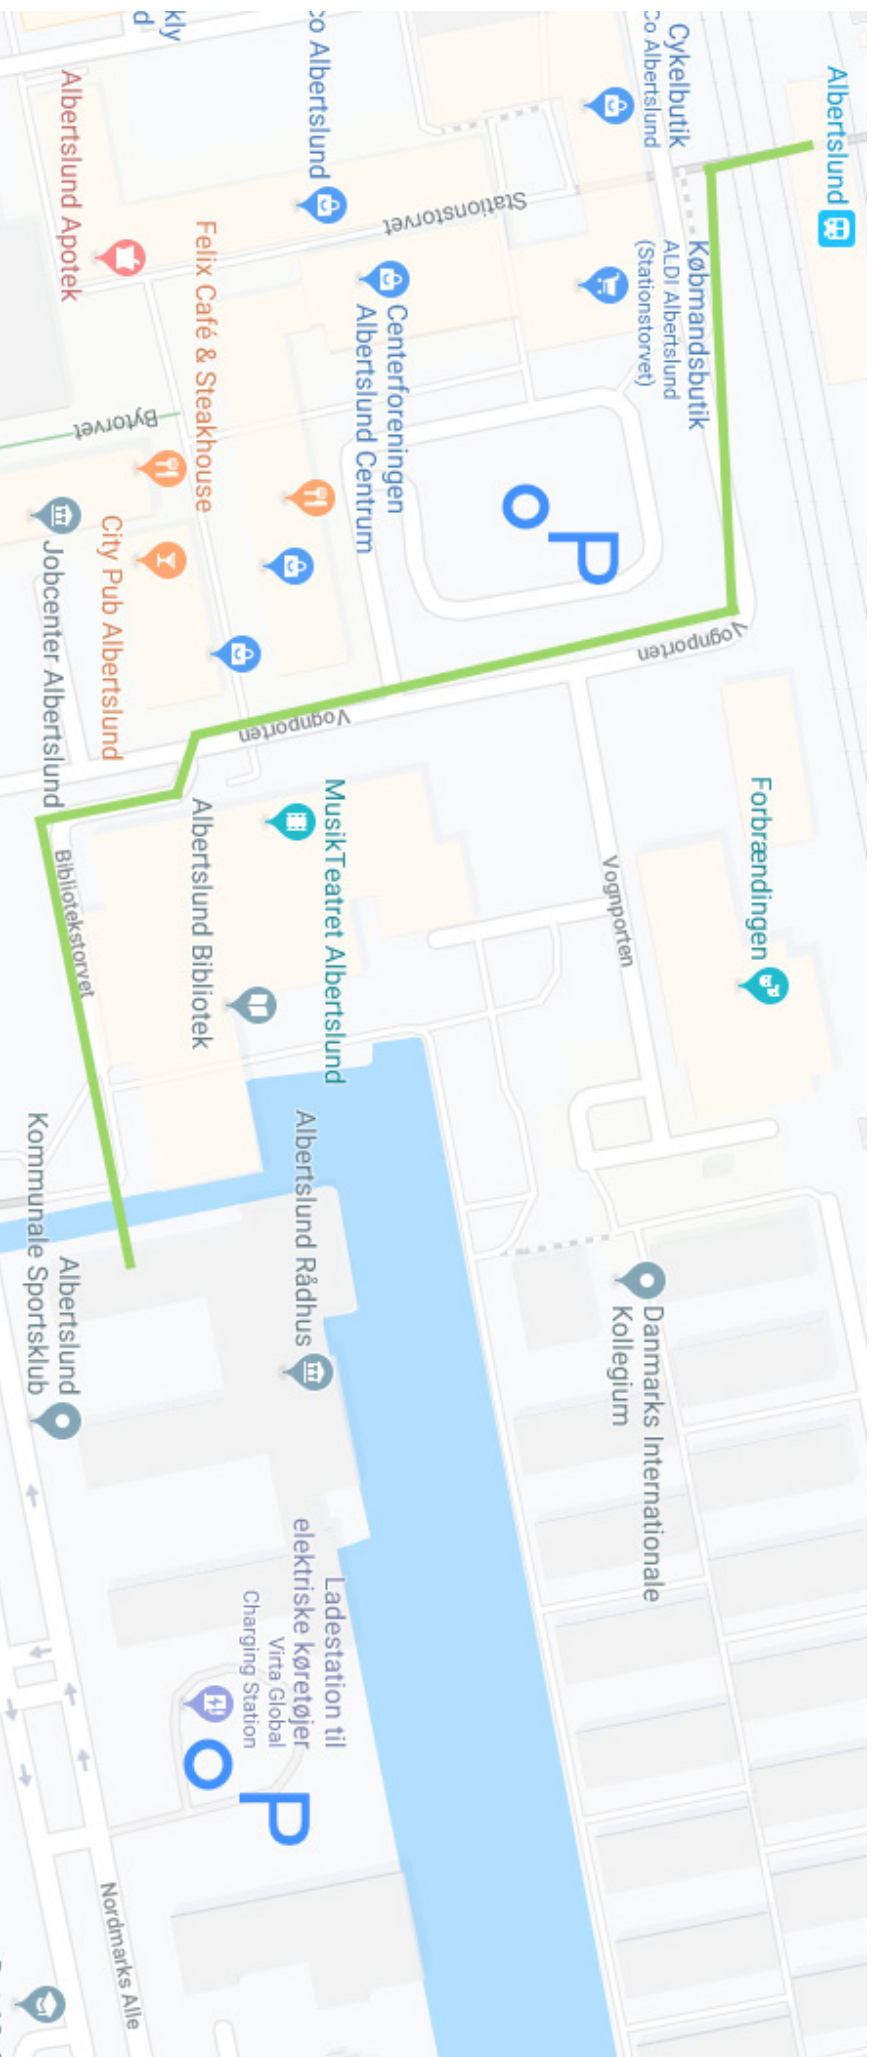 Albertslund
Cykelbutik
Co Albertslund
kly
d
co Albertslund
Albertslund Apotek
Stationstorvet
Købmandsbutik
ALDI Albertslund
(Stationstorvet)
Felix Café & Steakhouse
Centerforeningen
Albertslund Centrum
Bytorvet
P
o
City Pub Albertslund
Jobcenter Albertslund
Vognporten
Vognporten
Vognporten
Forbrændingen
MusikTeatret Albertslund
Albertslund Bibliotek
Bibliotekstorvet
Albertslund Rådhus
Albertslund
Kommunale Sportsklub
Danmarks Internationale
Kollegium
Ladestation til
elektriske køretøjer
Virta Global
Charging Station
P
o
Nordmarks Alle